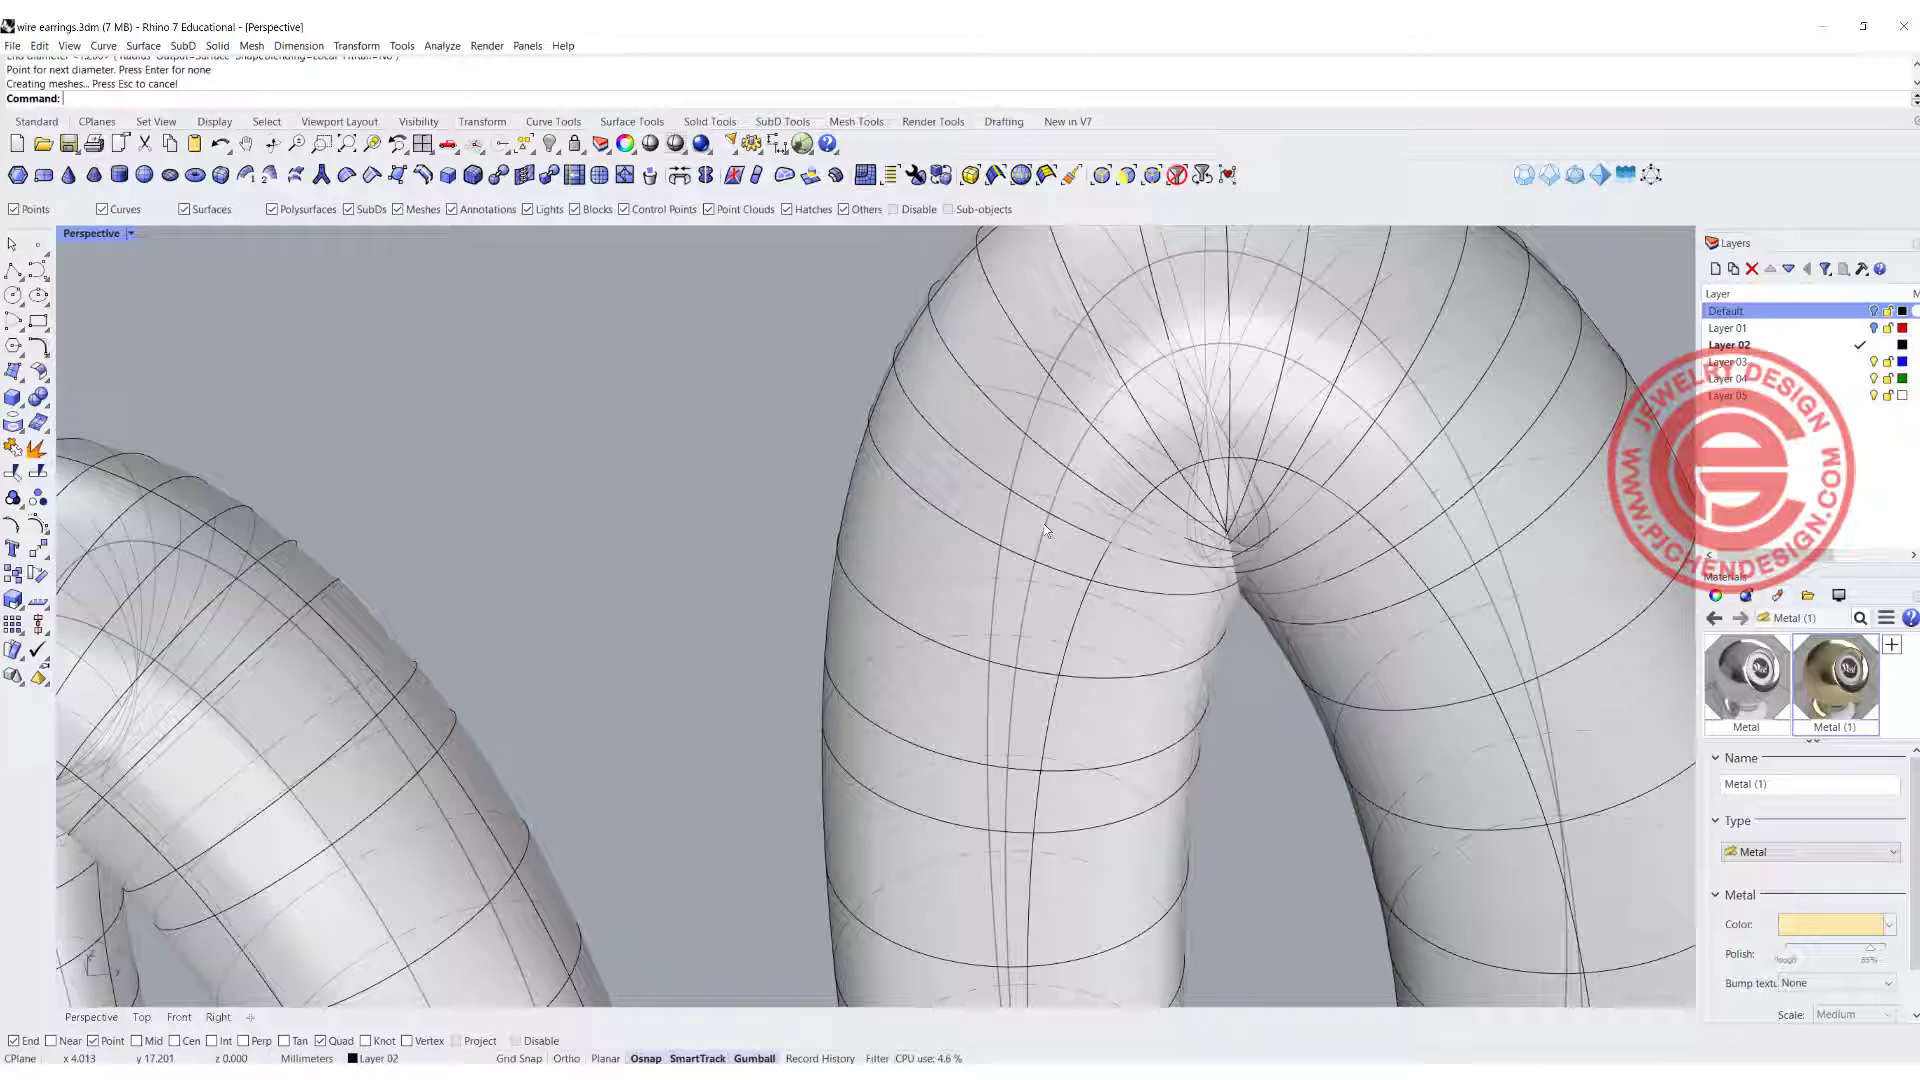 wire earrings.3dm (7 MB) - Rhino 7 Educational - [Perspective]
File Edit View Curve Surface SubD Solid Mesh Dimension Transform Tools Analyze Render Panels Help
Point for next diameter. Press Enter for none
Creating meshes... Press Esc to cancel
Command:
Standard CPlanes Set View Display Select Viewport Layout Visibility Transform Curve Tools Surface Tools Solid Tools SubD Tools Mesh Tools Render Tools Drafting New in V7
Points Curves Surfaces Polysurfaces SubDs Meshes Annotations Lights Blocks Control Points Point Clouds Hatches Others Disable Sub-objects
Perspective
Layers
Layer M
Default
Layer 01
Layer 02
Layer 03
Layer 04
Layer 05
JEWELRY DESIGN
WWW.PJCHENDESIGN.COM
Materials
Metal (1)
Metal Metal (1)
Name
Metal (1)
Type
Metal
Metal
Color:
Polish:
Rough 85%
Bump textu None
Scale: Medium
Perspective Top Front Right
End Near Point Mid Cen Int Perp Tan Quad Knot Vertex Project Disable
CPlane x 4.013 y 17.201 z 0.000 Millimeters Layer 02 Grid Snap Ortho Planar Osnap SmartTrack Gumball Record History Filter CPU use: 4.6 %